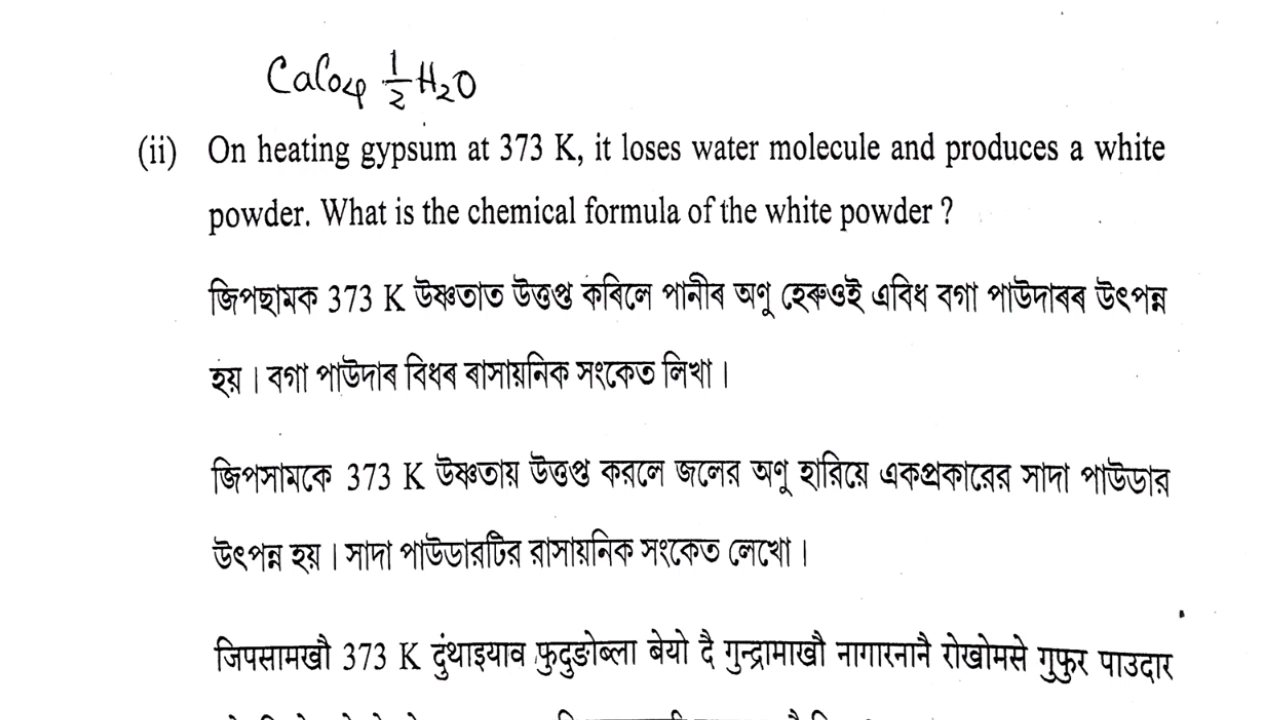 CaCo4 1/2 H2O
(ii) On heating gypsum at 373 K, it loses water molecule and produces a white
powder. What is the chemical formula of the white powder ?
জিপছামক 373 K উষ্ণতাত উত্তপ্ত কৰিলে পানীৰ অণু হেৰুওই এবিধ বগা পাউদাৰৰ উৎপন্ন
হয়। বগা পাউদাৰ বিধৰ ৰাসায়নিক সংকেত লিখা।
জিপসামকে 373 K উষ্ণতায় উত্তপ্ত করলে জলের অণু হারিয়ে একপ্রকারের সাদা পাউডার
উৎপন্ন হয়। সাদা পাউডারটির রাসায়নিক সংকেত লেখো।
जिपसामखौ 373 K दुंथाइयाव फुदुङोब्ला बेयो दै गुन्द्रामाखौ नागारनानै रोखोमसे गुफुर पाउदार